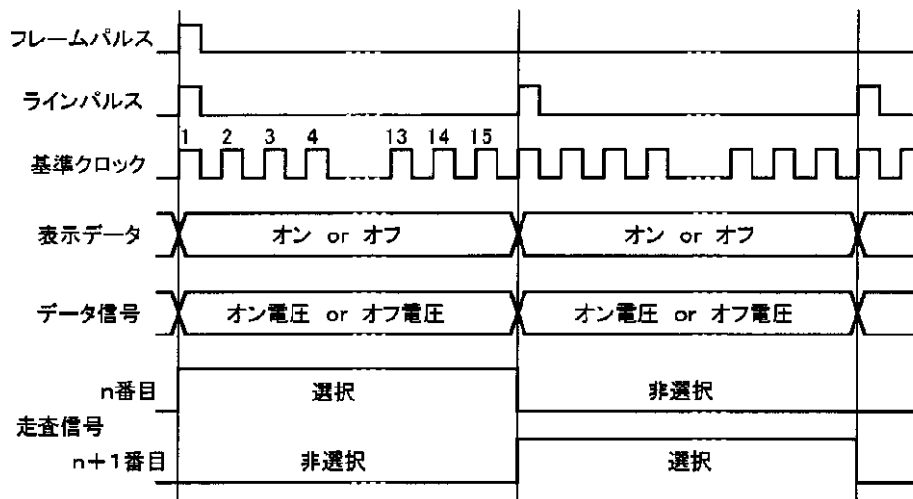 フレームパルス
ラインパルス
1 2 3 4 13 14 15
基準クロック
表示データ オン or オフ オン or オフ
データ信号 オン電圧 or オフ電圧 オン電圧 or オフ電圧
n番目 選択 非選択
走査信号
n+1番目 非選択 選択